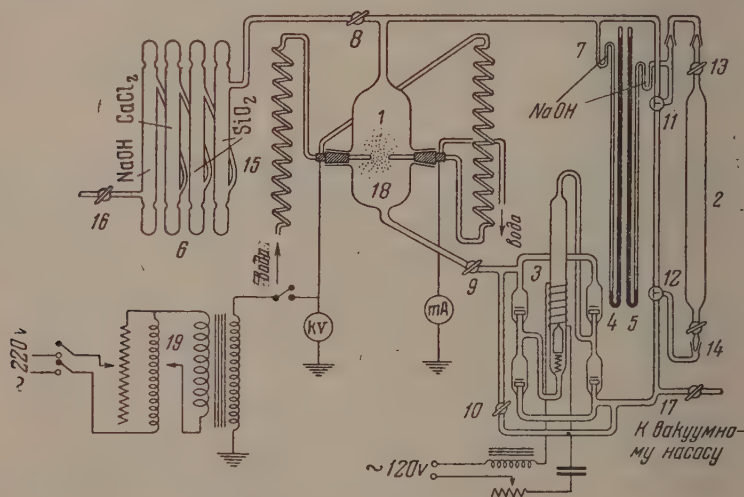 8
7
NaOH
13
NaOH
CaCl₂
SiO₂
1
11
15
2
16
18
6
Вода
вода
9
3
4
5
12
kV
mA
14
220 v
~
19
10
17
К вакуумно-
му насосу
~ 120v